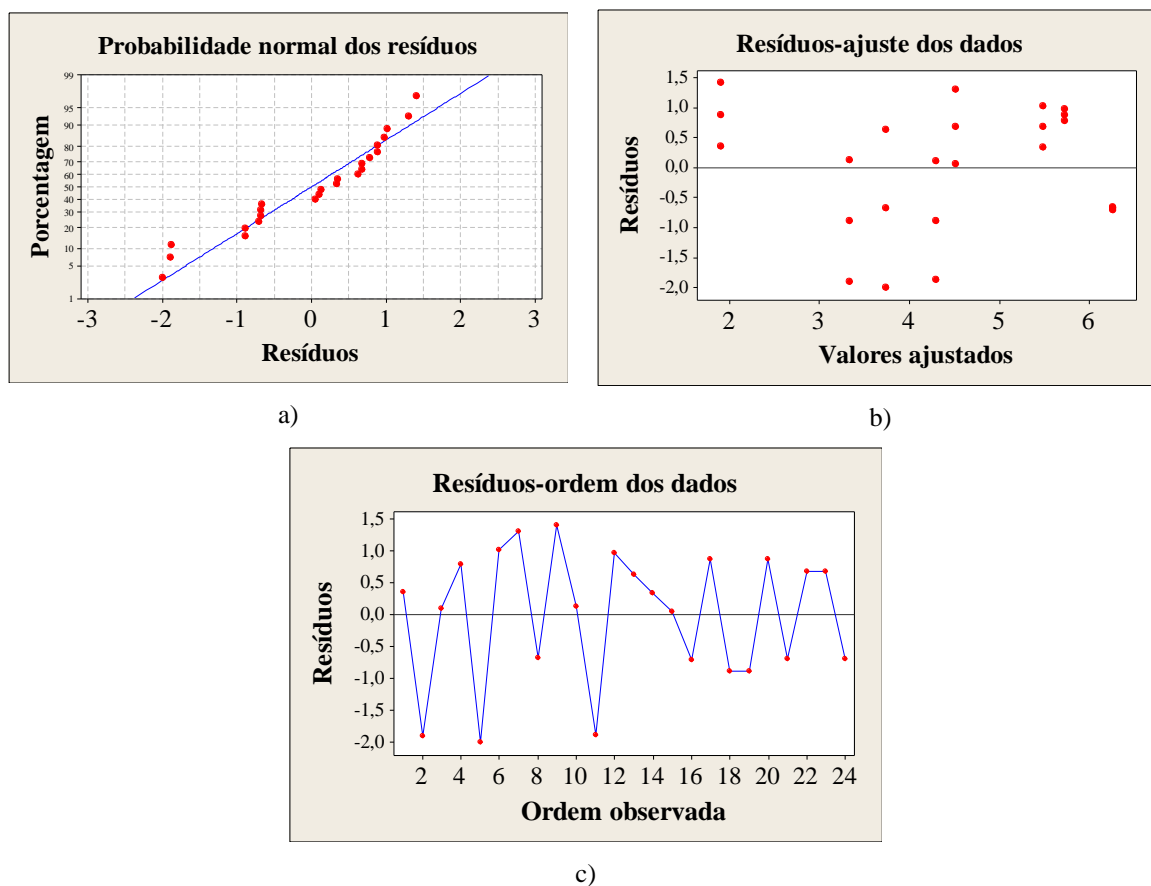 Probabilidade normal dos resíduos
99
95
90
80
70
60
50
40
30
20
10
5
1
Porcentagem
-3 -2 -1 0 1 2 3
Resíduos
a)
Resíduos-ajuste dos dados
1,5
1,0
0,5
0,0
-0,5
-1,0
-1,5
-2,0
Resíduos
2 3 4 5 6
Valores ajustados
b)
Resíduos-ordem dos dados
1,5
1,0
0,5
0,0
-0,5
-1,0
-1,5
-2,0
Resíduos
2 4 6 8 10 12 14 16 18 20 22 24
Ordem observada
c)